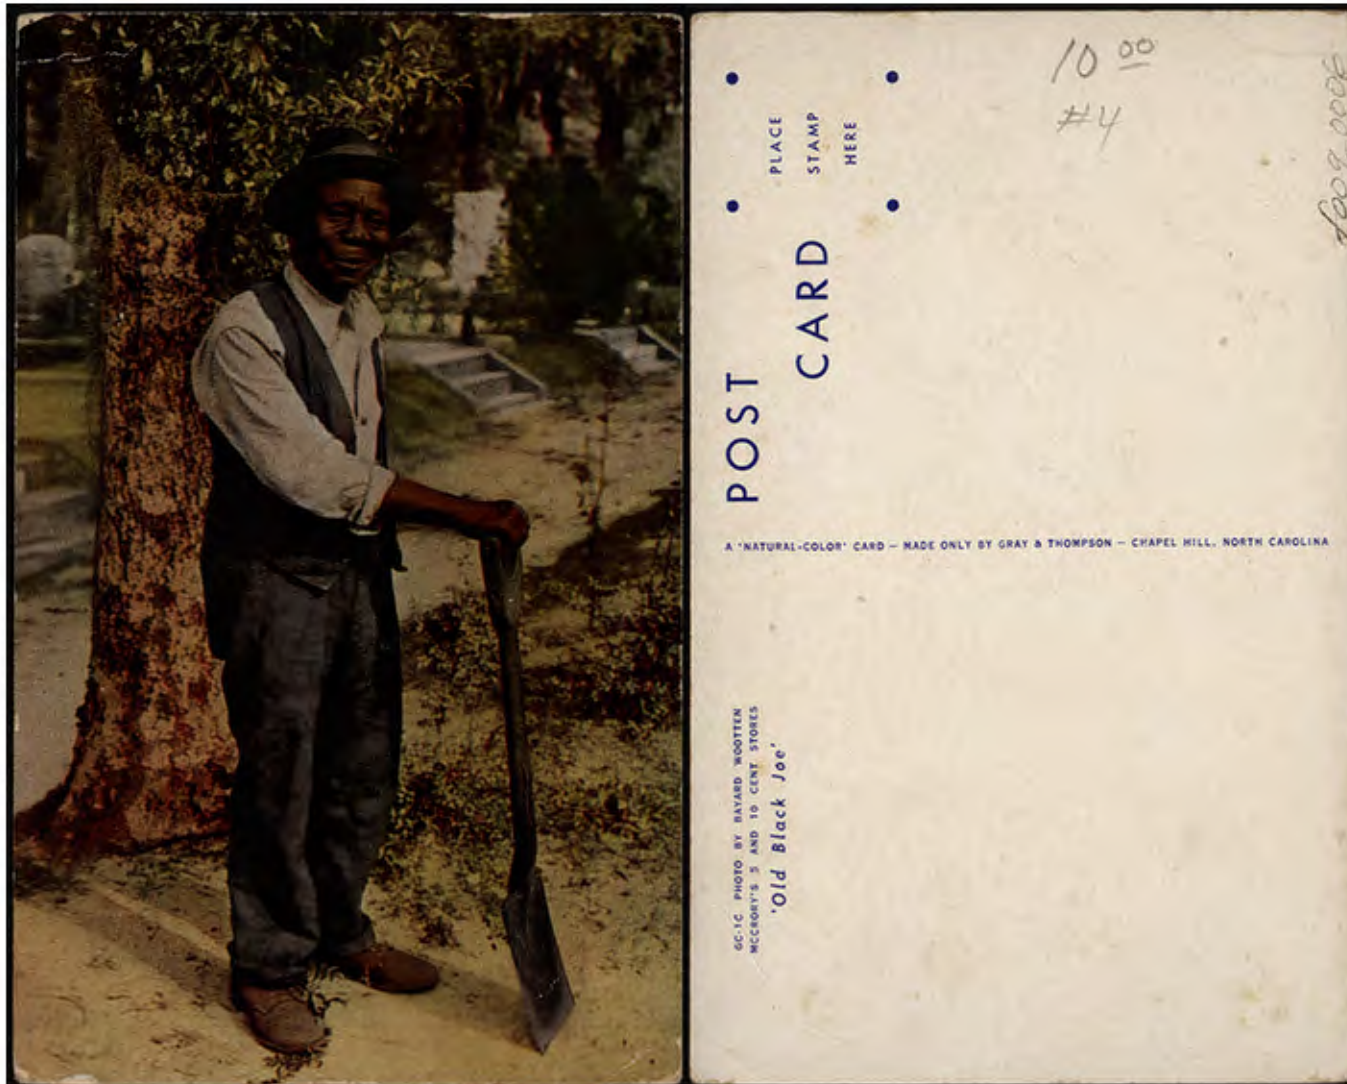 10 00
#4
PLACE
STAMP
HERE
POST
CARD
A 'NATURAL-COLOR' CARD — MADE ONLY BY GRAY & THOMPSON — CHAPEL HILL, NORTH CAROLINA
GC-1C PHOTO BY BAYARD WOOTTEN
MCCRORY'S 5 AND 10 CENT STORES
'Old Black Joe'